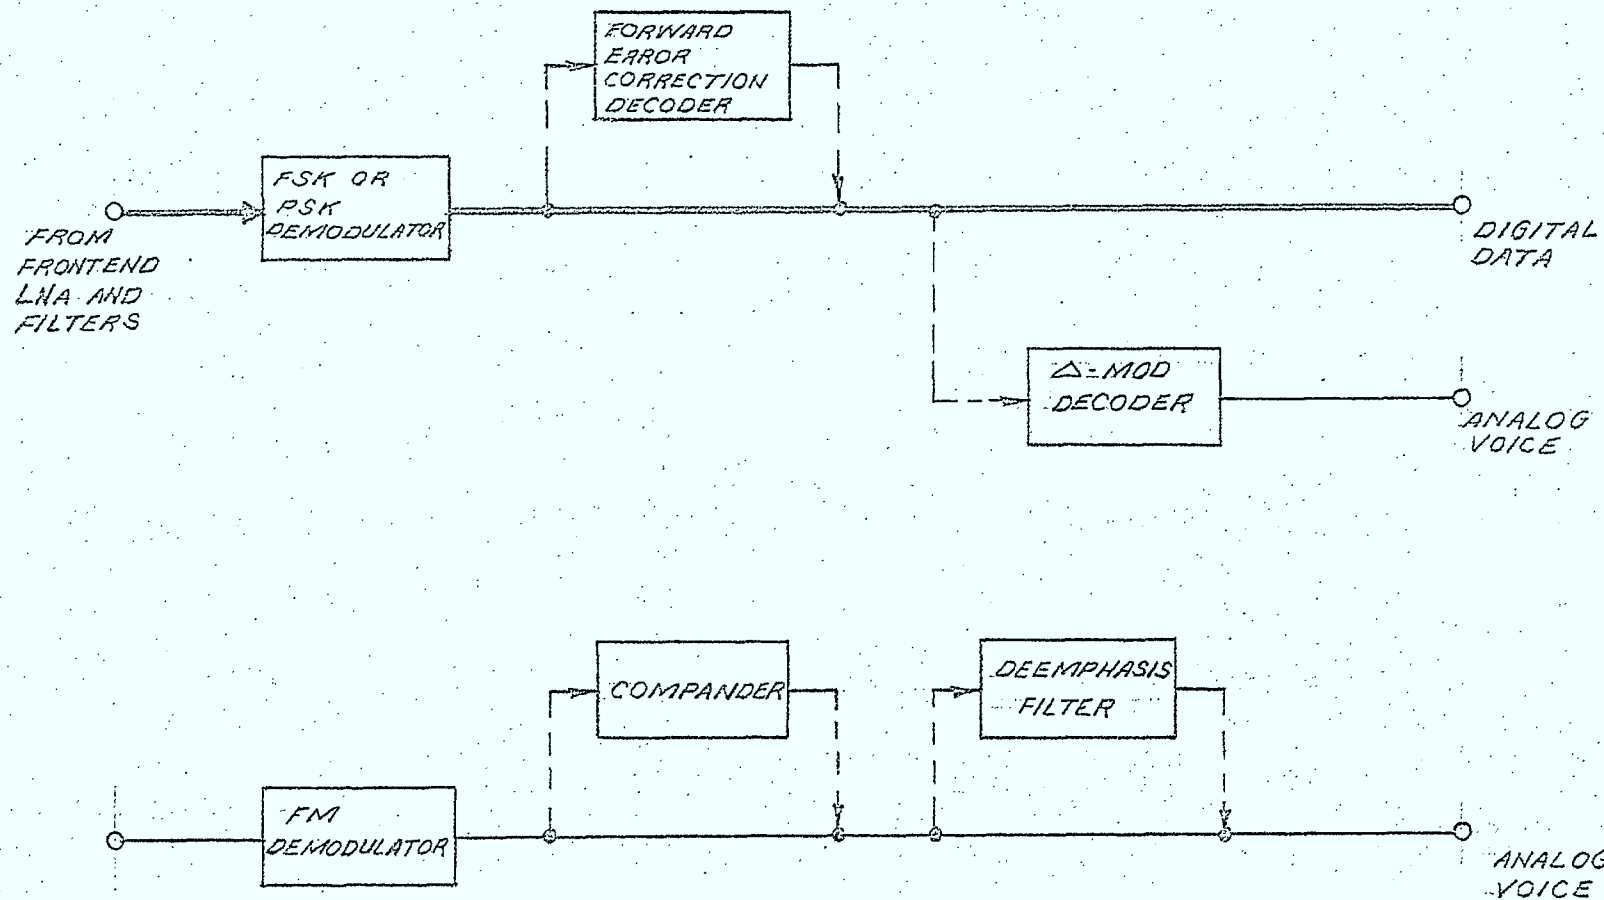 FORWARD
ERROR
CORRECTION
DECODER
FSK OR
PSK
DEMODULATOR
FROM
FRONTEND
LNA AND
FILTERS
DIGITAL
DATA
Δ-MOD
DECODER
ANALOG
VOICE
COMPANDER
DEEMPHASIS
FILTER
FM
DEMODULATOR
ANALOG
VOICE